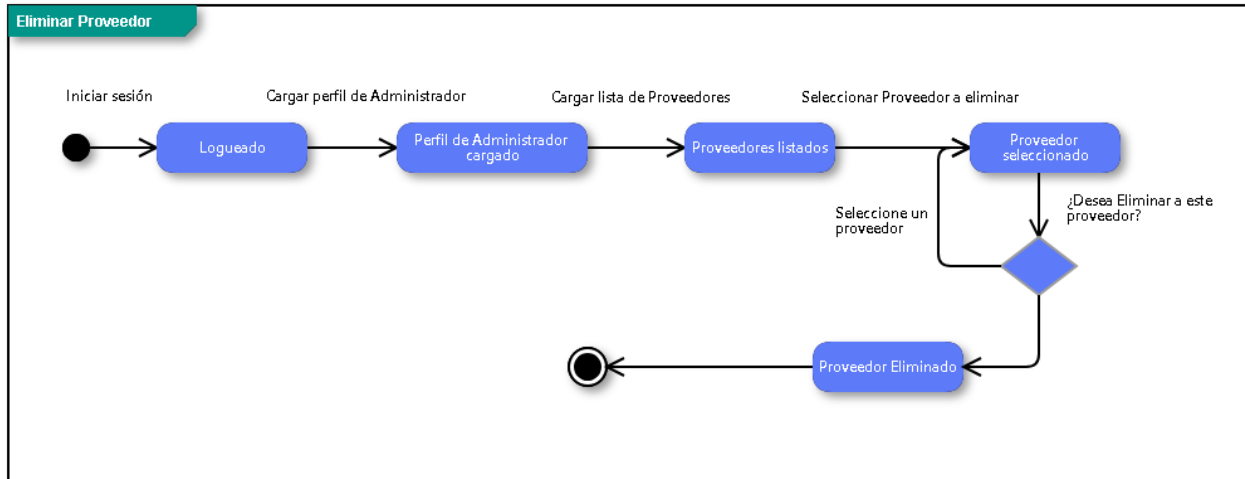 Eliminar Proveedor
Iniciar sesión
Cargar perfil de Administrador
Cargar lista de Proveedores
Seleccionar Proveedor a eliminar
Logueado
Perfil de Administrador
cargado
Proveedores listados
Proveedor
seleccionado
Seleccione un
proveedor
¿Desea Eliminar a este
proveedor?
Proveedor Eliminado